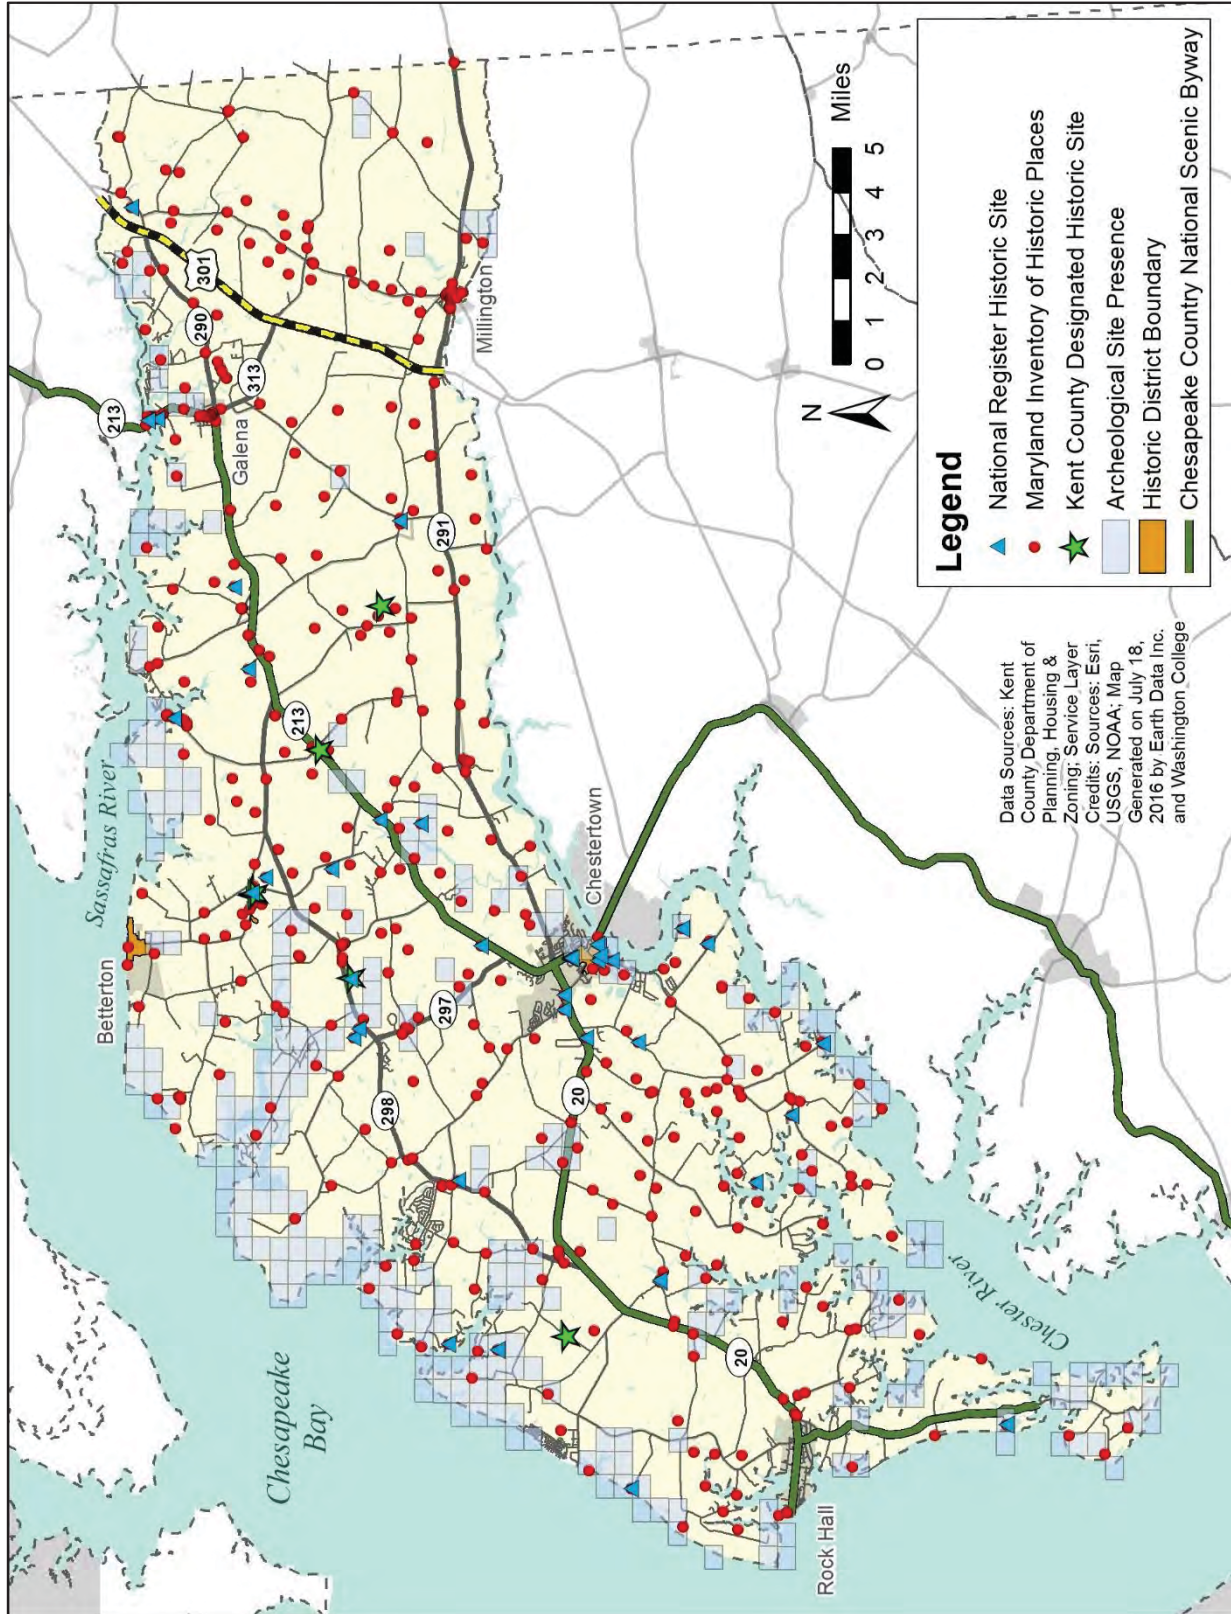 Chesapeake
Bay
Sassafras River
Betterton
Galena
Millington
Chestertown
Rock Hall
Chester River
213
290
301
313
291
213
297
298
20
20
N
0 1 2 3 4 5 Miles
Legend
National Register Historic Site
Maryland Inventory of Historic Places
Kent County Designated Historic Site
Archeological Site Presence
Historic District Boundary
Chesapeake Country National Scenic Byway
Data Sources: Kent
County Department of
Planning, Housing &
Zoning; Service Layer
Credits: Sources: Esri,
USGS, NOAA; Map
Generated on July 18,
2016 by Earth Data Inc.
and Washington College